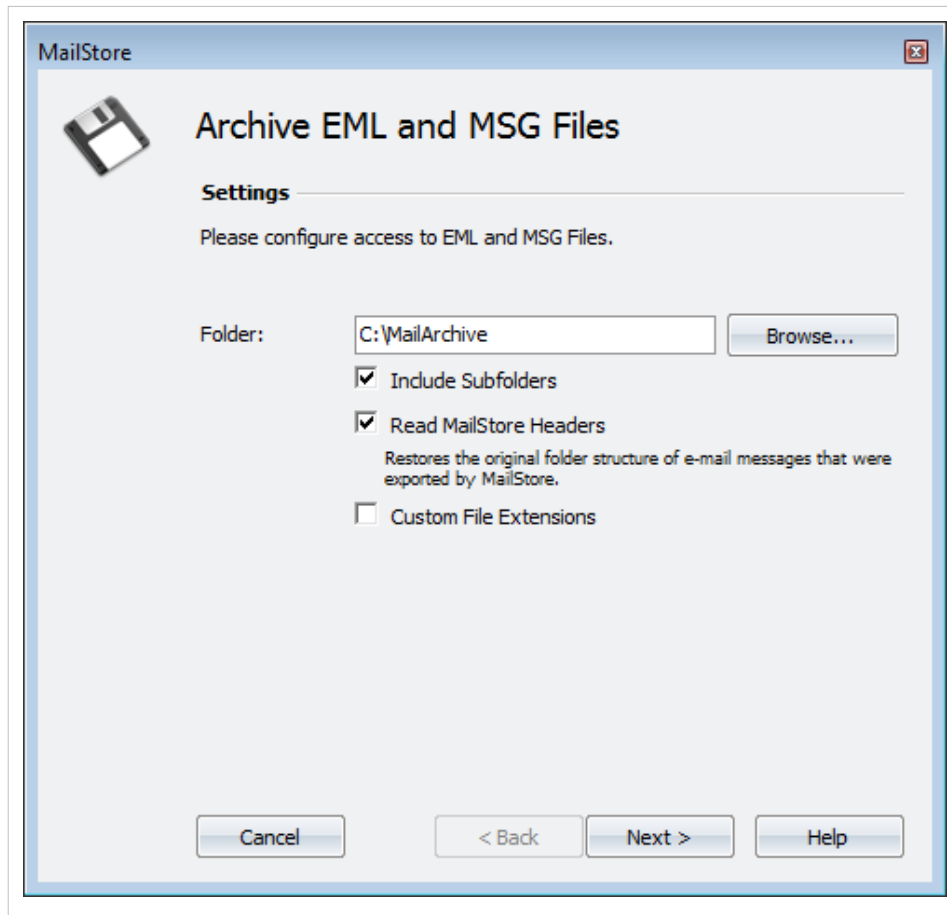 MailStore
Archive EML and MSG Files
Settings
Please configure access to EML and MSG Files.
Folder:
C:\MailArchive
Browse...
Include Subfolders
Read MailStore Headers
Restores the original folder structure of e-mail messages that were
exported by MailStore.
Custom File Extensions
Cancel
< Back
Next >
Help